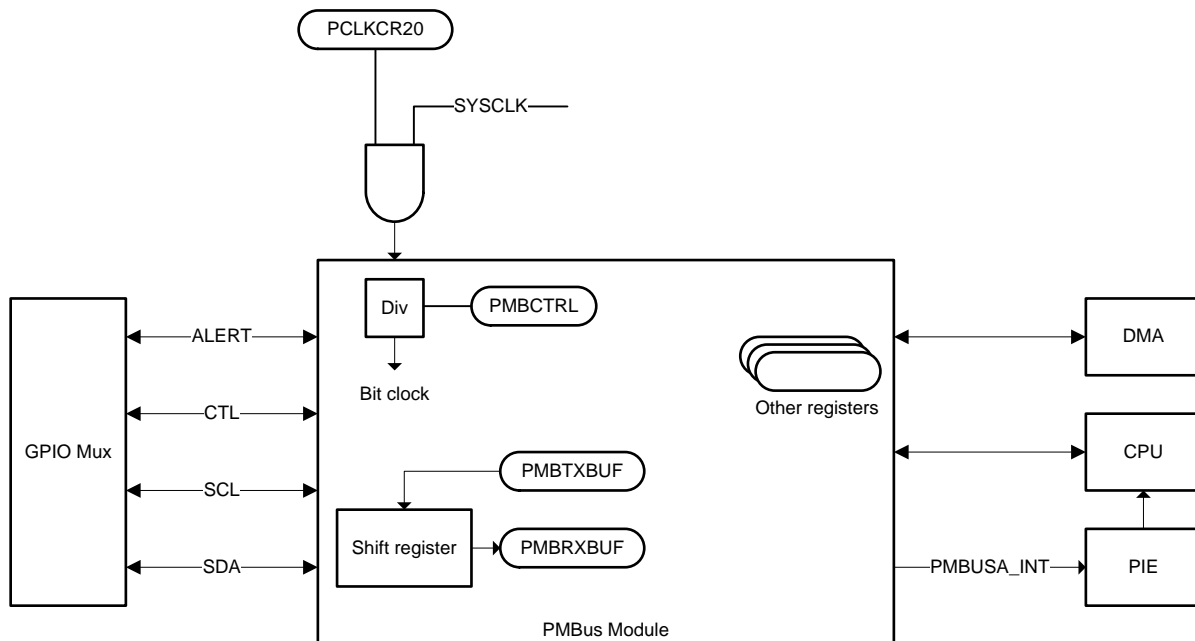 PCLKCR20
SYSCLK
Div
PMBCTRL
ALERT
DMA
Bit clock
Other registers
CTL
GPIO Mux
CPU
PMBTXBUF
SCL
Shift register
PMBRXBUF
SDA
PMBUSA_INT
PIE
PMBus Module